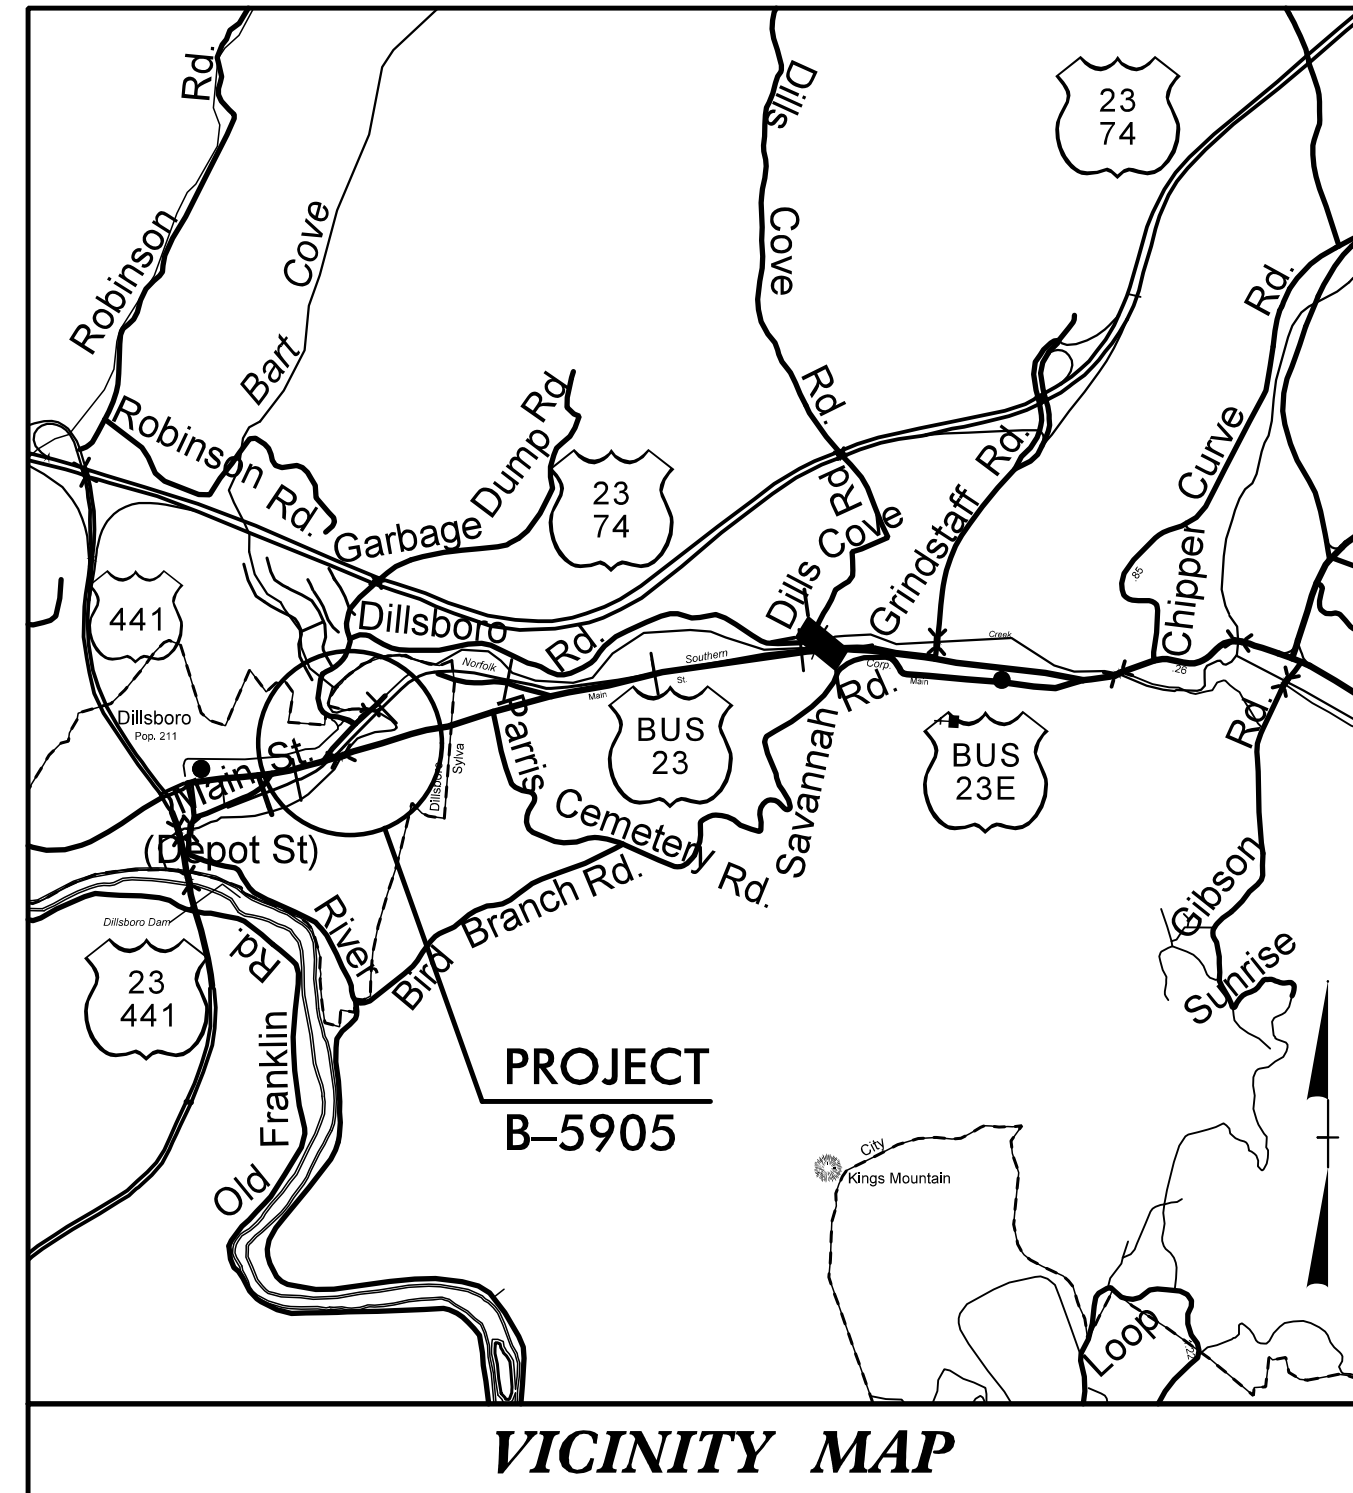 Robinson Rd.
Bart Cove
Dills Cove Rd.
23
74
Robinson Rd.
Garbage Dump Rd
23
74
Dills Cove Rd
Grindstaff Rd.
Chipper Curve Rd.
85
441
Dillsboro Rd.
Norfolk Southern Corp.
Creek
Main St.
Main
26
Dillsboro
Pop. 211
Main St.
(Depot St)
Dillsboro
Sylva
Parris Cemetery Rd.
BUS
23
Savannah Rd.
BUS
23E
Gibson Rd.
Sunrise
Dillsboro Dam
River Rd.
Bird Branch Rd.
23
441
Old Franklin
PROJECT
B–5905
City
Kings Mountain
Loop
VICINITY MAP